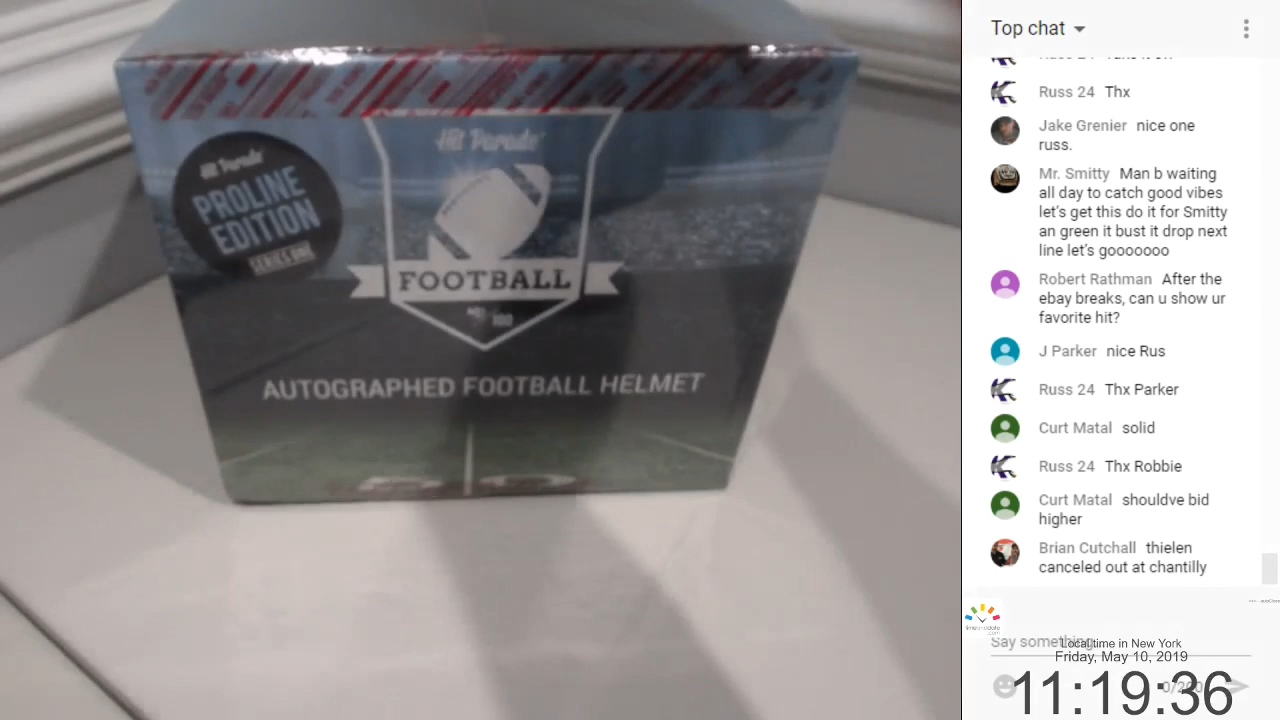 Hit Parade
PROLINE
EDITION
SERIES ONE
Hit Parade
FOOTBALL
100
AUTOGRAPHED FOOTBALL HELMET
50
Top chat
Russ 24 Thx
Jake Grenier nice one
russ.
Mr. Smitty Man b waiting
all day to catch good vibes
let's get this do it for Smitty
an green it bust it drop next
line let's gooooooo
Robert Rathman After the
ebay breaks, can u show ur
favorite hit?
J Parker nice Rus
Russ 24 Thx Parker
Curt Matal solid
Russ 24 Thx Robbie
Curt Matal shouldve bid
higher
Brian Cutchall thielen
canceled out at chantilly
Say something...
Local time in New York
Friday, May 10, 2019
11:19:36